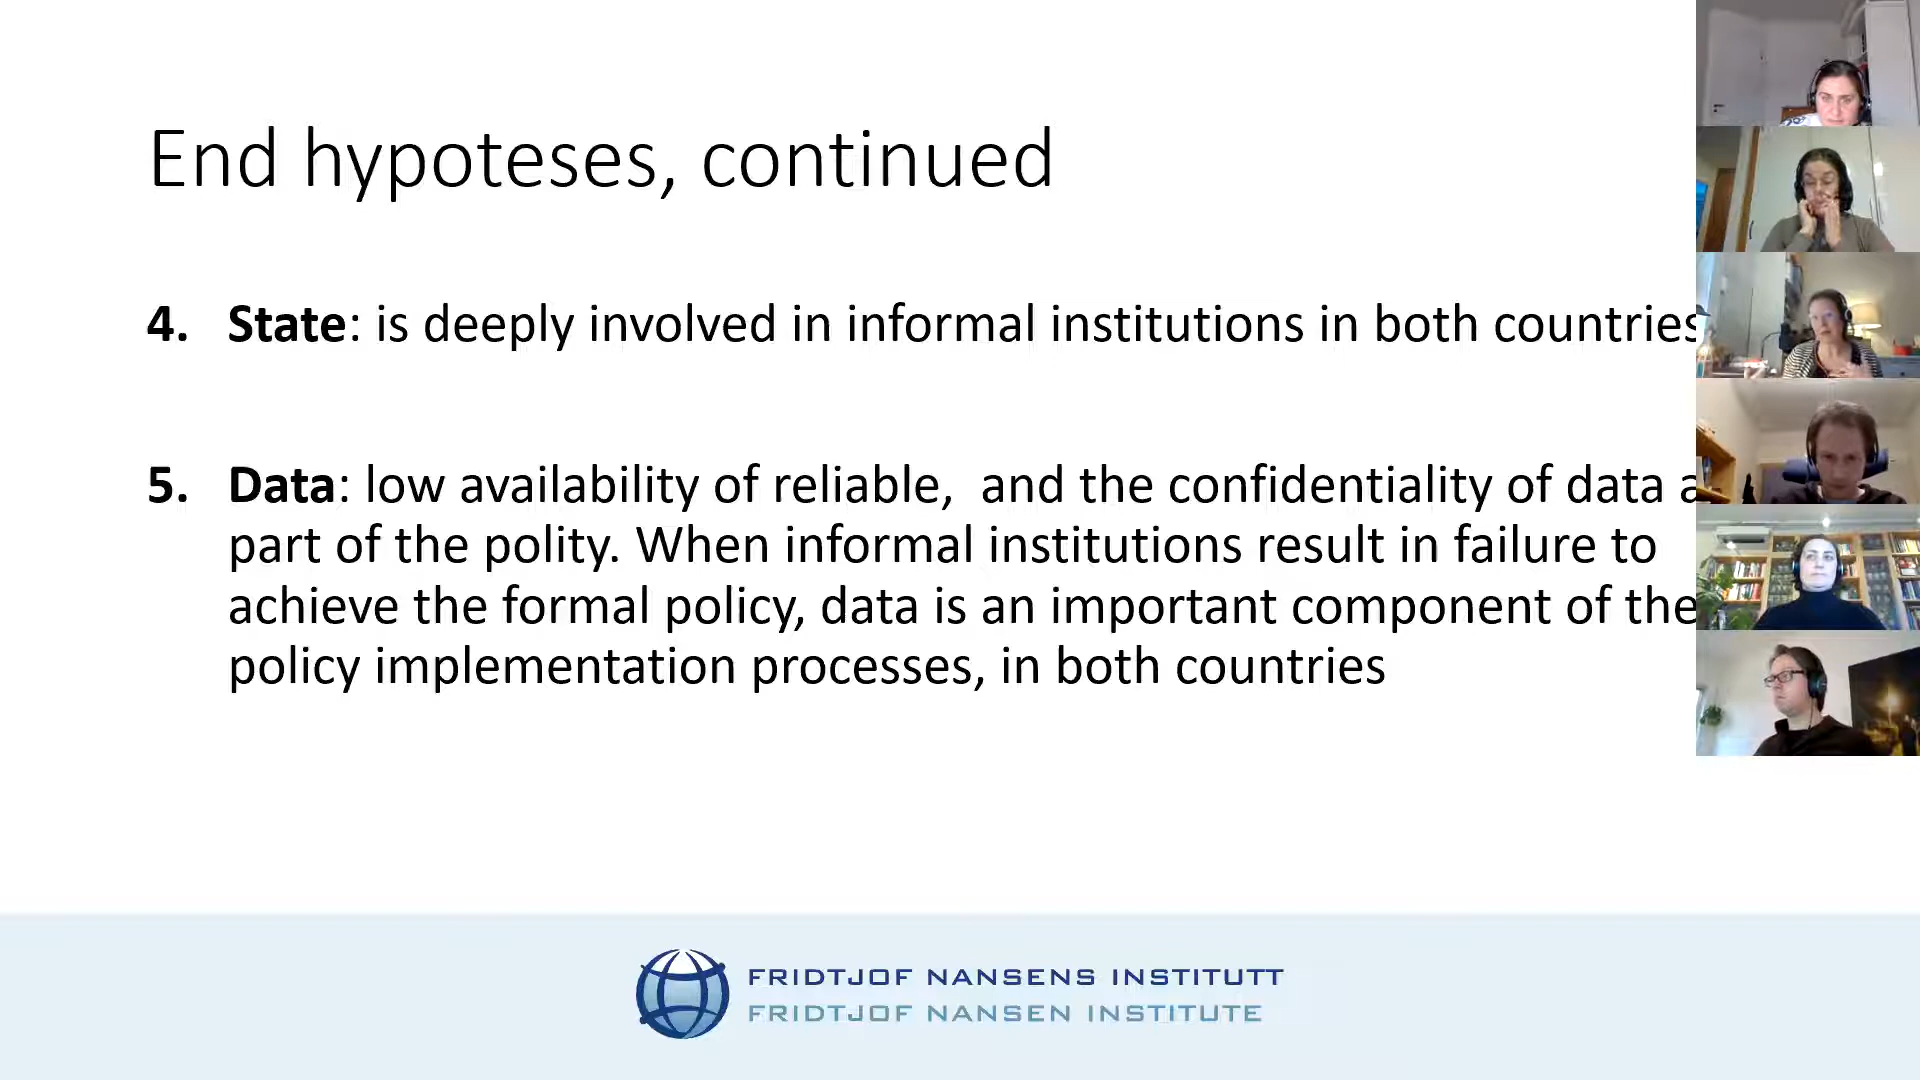 End hypoteses, continued
4. State: is deeply involved in informal institutions in both countries
5. Data: low availability of reliable, and the confidentiality of data
part of the polity. When informal institutions result in failure to
achieve the formal policy, data is an important component of the
policy implementation processes, in both countries
FRIDTJOF NANSENS INSTITUTT
FRIDTJOF NANSEN INSTITUTE